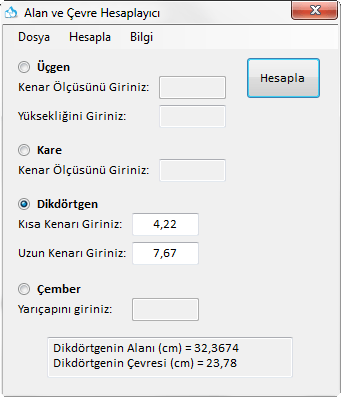 Alan ve Çevre Hesaplayıcı
Dosya Hesapla Bilgi
Üçgen
Kenar Ölçüsünü Giriniz:
Hesapla
Yüksekliğini Giriniz:
Kare
Kenar Ölçüsünü Giriniz:
Dikdörtgen
Kısa Kenarı Giriniz: 4,22
Uzun Kenarı Giriniz: 7,67
Çember
Yarıçapını giriniz:
Dikdörtgenin Alanı (cm) = 32,3674
Dikdörtgenin Çevresi (cm) = 23,78